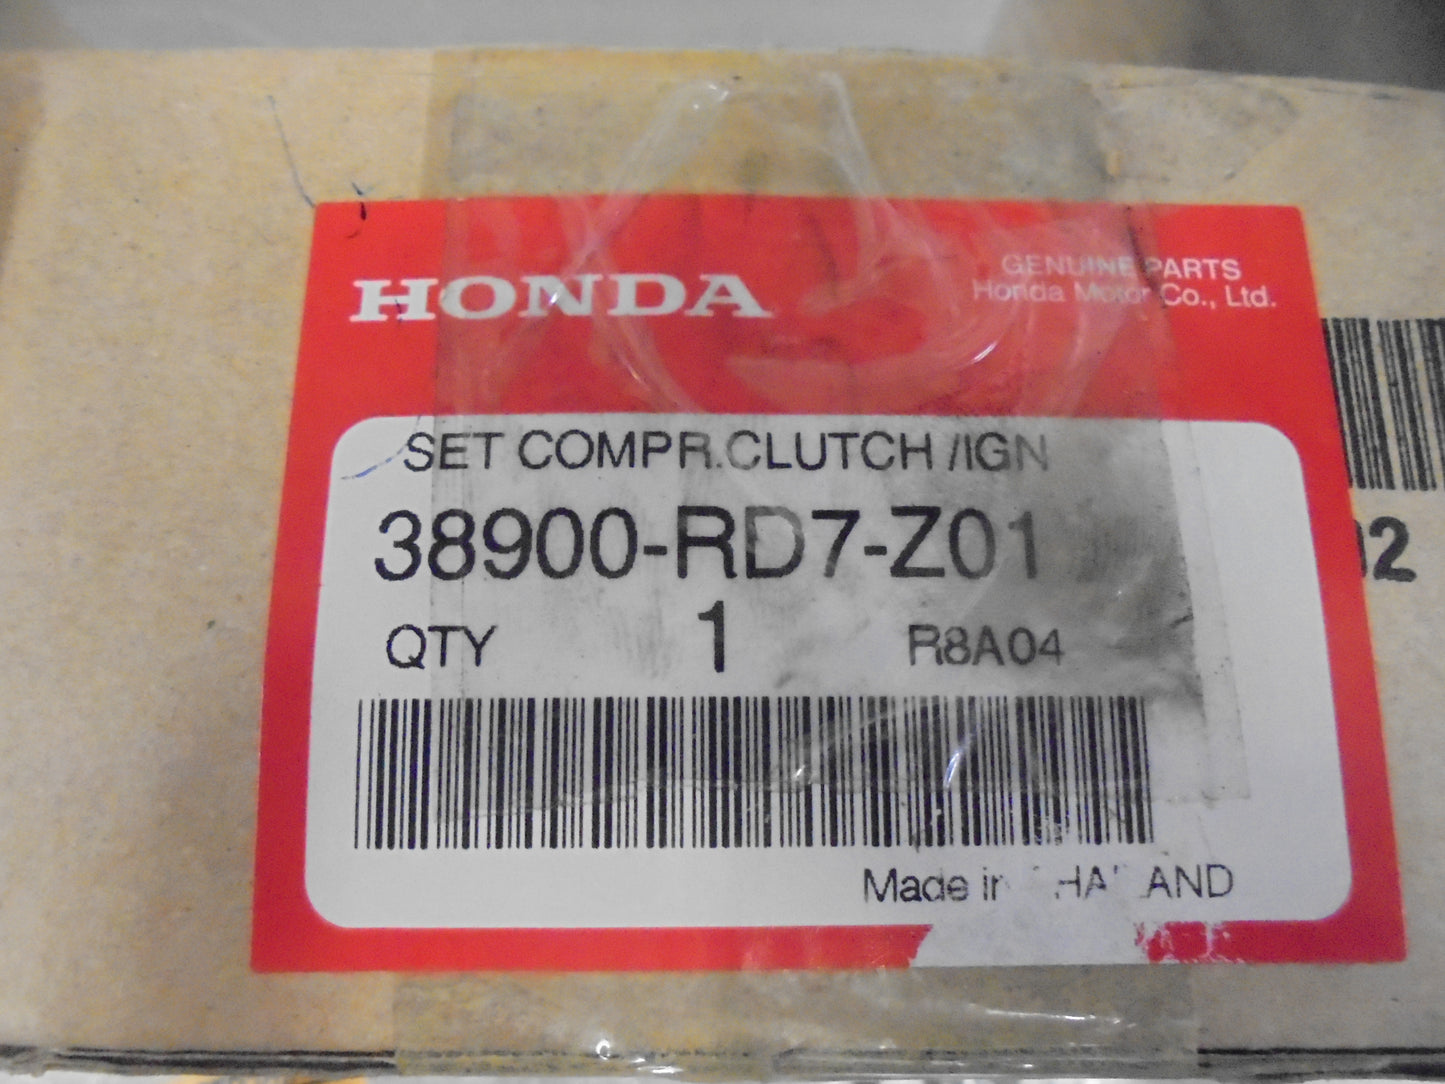 HONDA
GENUINE PARTS
Honda Motor Co., Ltd.
SET COMPR.CLUTCH /IGN
38900-RD7-Z01
QTY 1 R8A04
Made in THAILAND